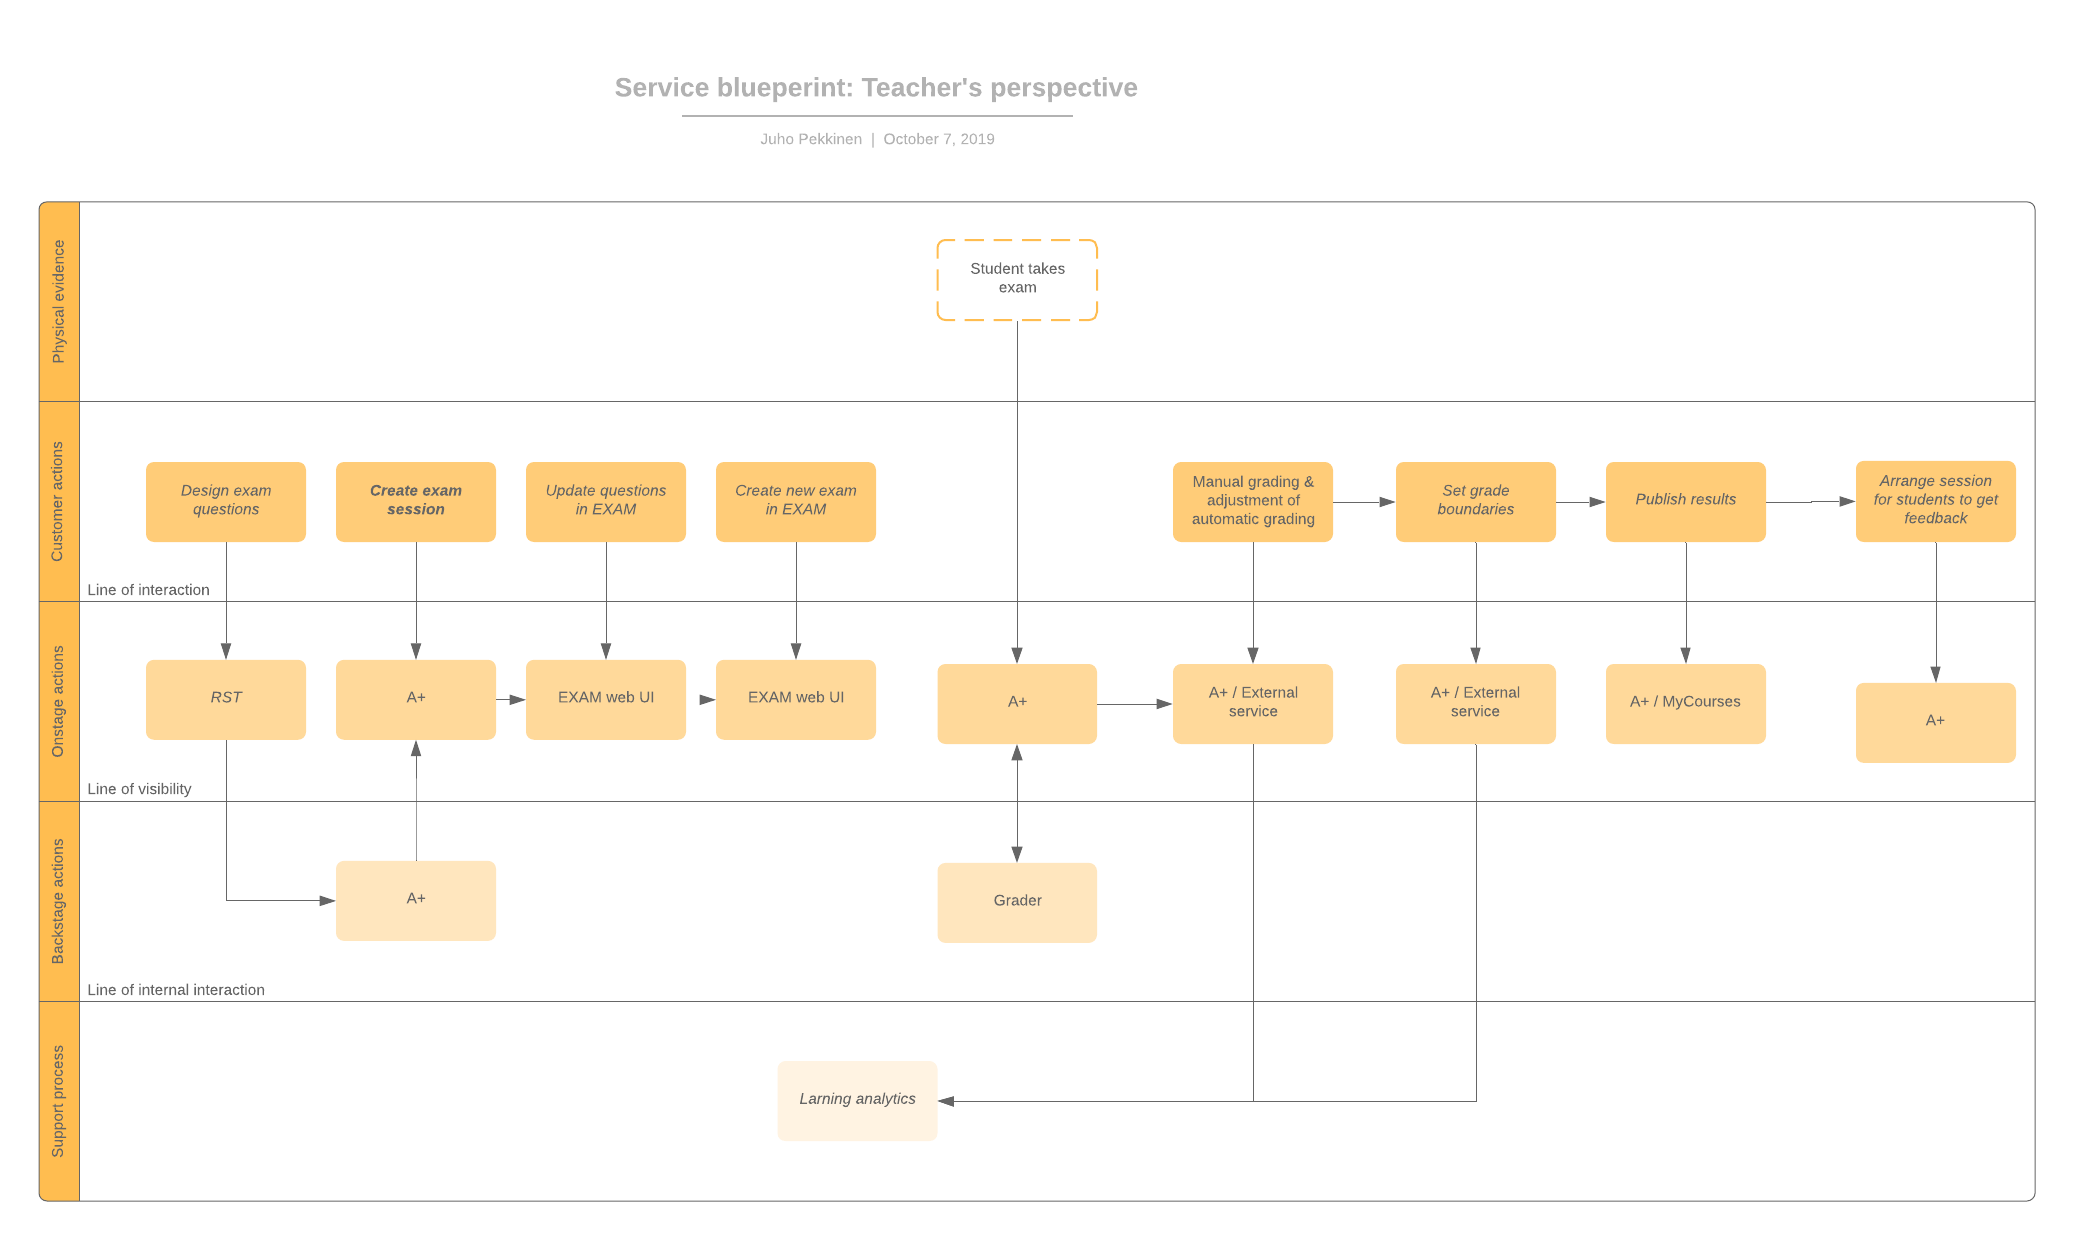 Service blueperint: Teacher's perspective
Juho Pekkinen | October 7, 2019
Physical evidence
Student takes
exam
Customer actions
Design exam
questions
Create exam
session
Update questions
in EXAM
Create new exam
in EXAM
Manual grading &
adjustment of
automatic grading
Set grade
boundaries
Publish results
Arrange session
for students to get
feedback
Line of interaction
Onstage actions
RST
A+
EXAM web UI
EXAM web UI
A+
A+ / External
service
A+ / External
service
A+ / MyCourses
A+
Line of visibility
Backstage actions
A+
Grader
Line of internal interaction
Support process
Larning analytics